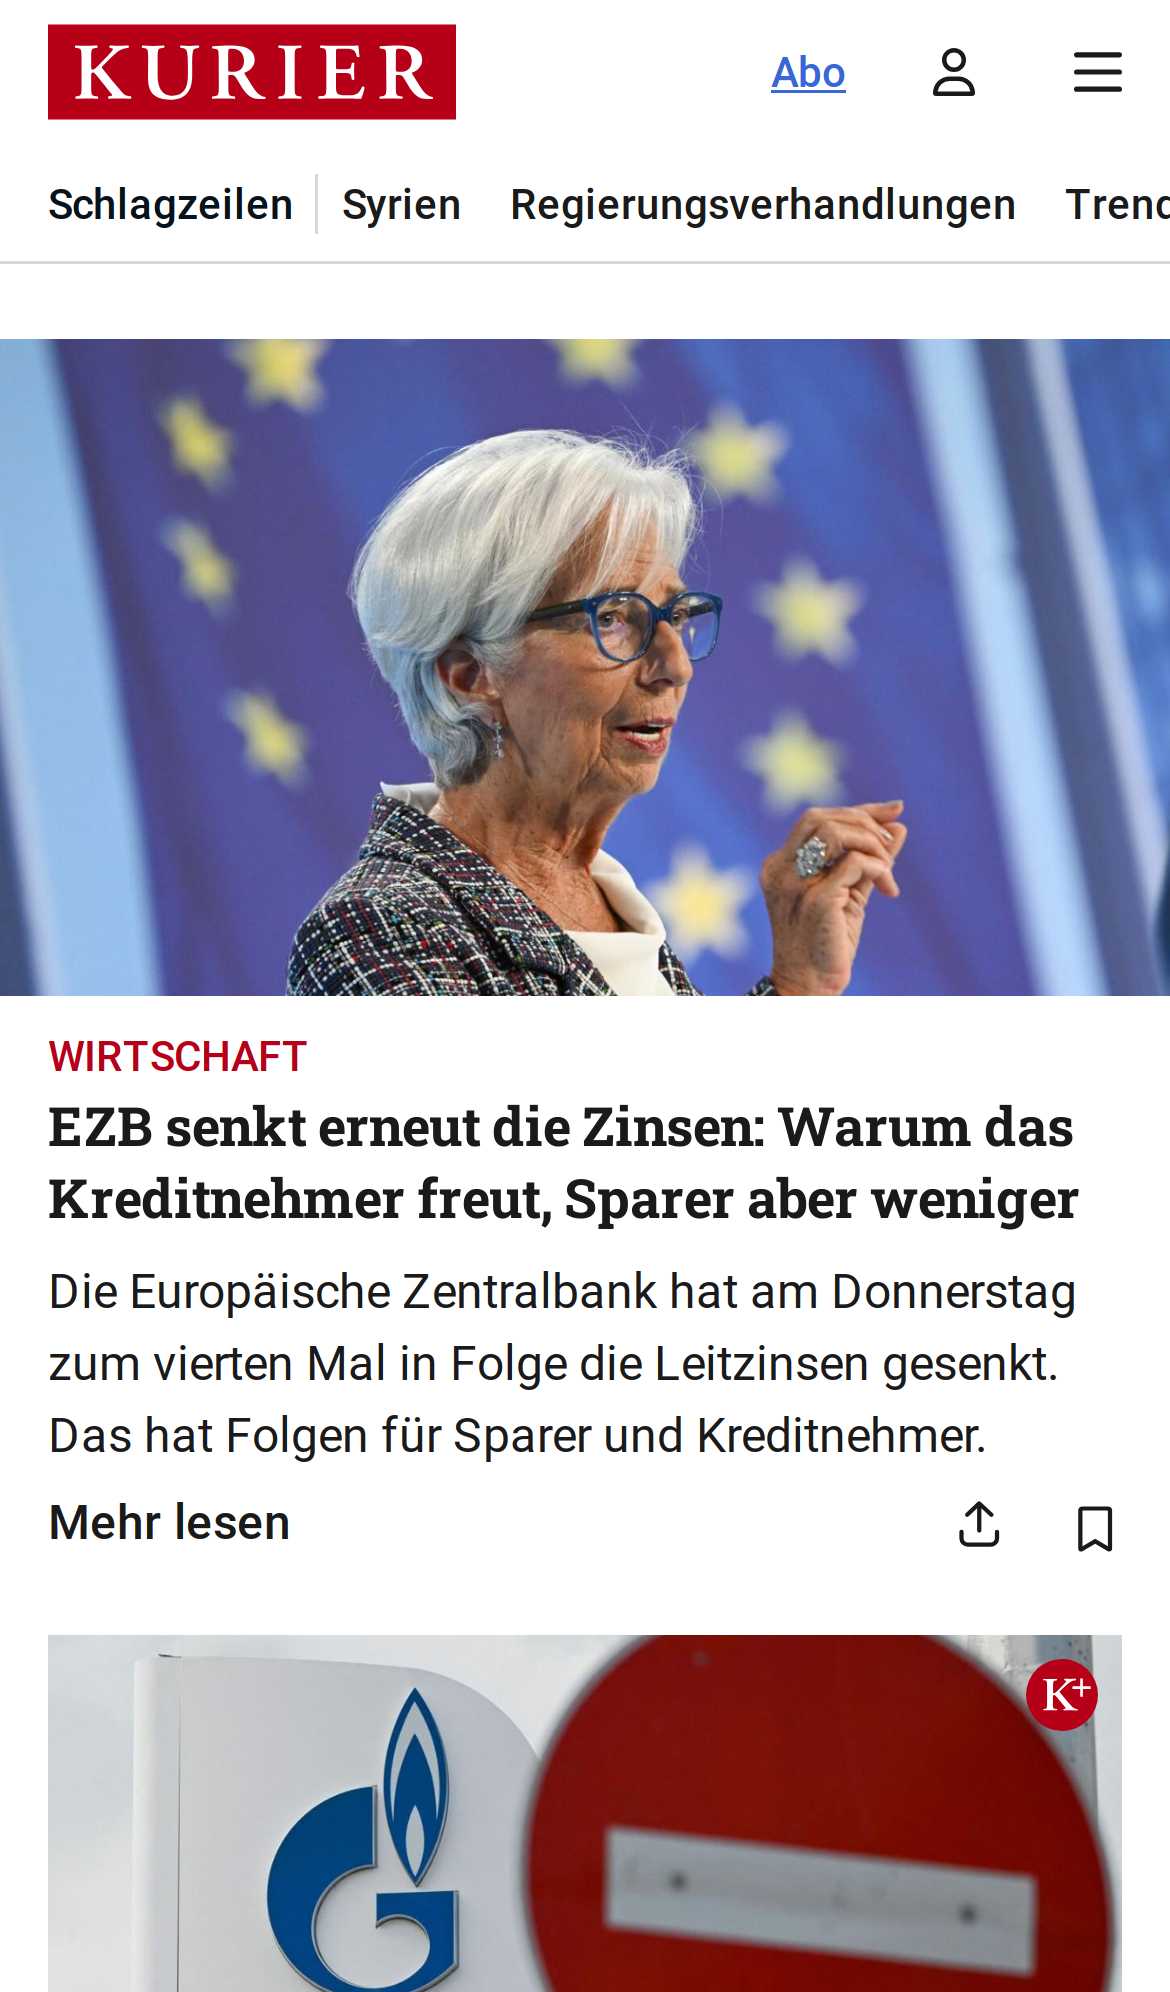 KURIER
Abo
Schlagzeilen
Syrien
Regierungsverhandlungen
Trend
WIRTSCHAFT
EZB senkt erneut die Zinsen: Warum das
Kreditnehmer freut, Sparer aber weniger
Die Europäische Zentralbank hat am Donnerstag
zum vierten Mal in Folge die Leitzinsen gesenkt.
Das hat Folgen für Sparer und Kreditnehmer.
Mehr lesen
K+